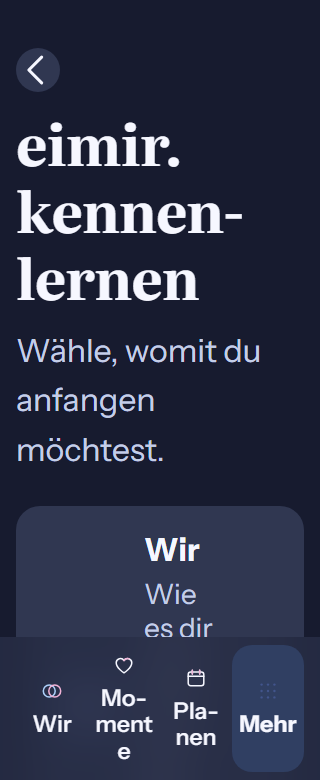 eimir.
kennen-
lernen
Wähle, womit du
anfangen
möchtest.
Wir
Wie
es dir
Wir
Mo-
ment
e
Pla-
nen
Mehr